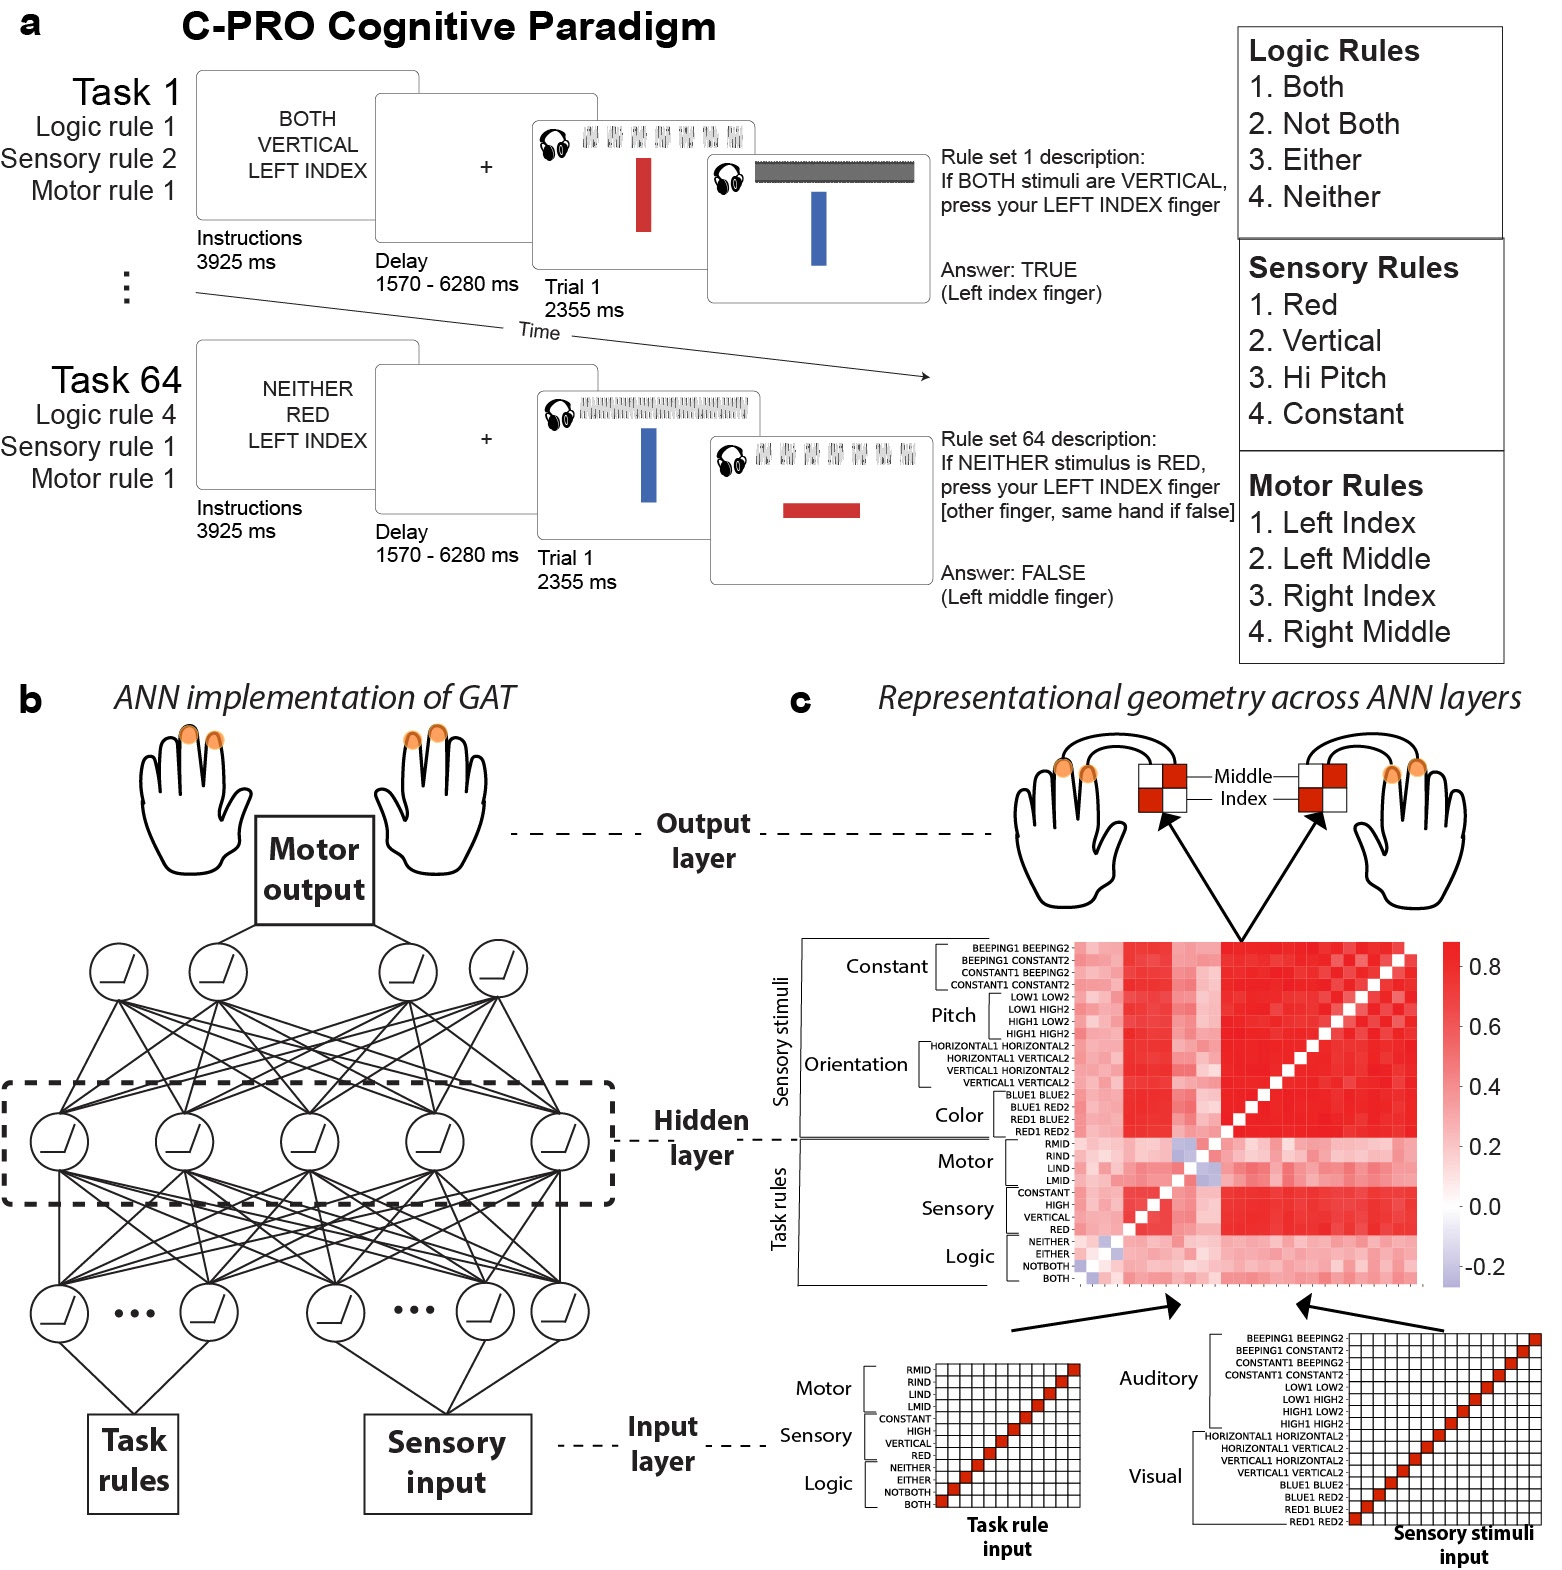 a
C-PRO Cognitive Paradigm
Task 1
Logic rule 1
Sensory rule 2
Motor rule 1
BOTH
VERTICAL
LEFT INDEX
Instructions
3925 ms
+
Delay
1570 - 6280 ms
Trial 1
2355 ms
Rule set 1 description:
If BOTH stimuli are VERTICAL,
press your LEFT INDEX finger
Answer: TRUE
(Left index finger)
Time
Task 64
Logic rule 4
Sensory rule 1
Motor rule 1
NEITHER
RED
LEFT INDEX
Instructions
3925 ms
+
Delay
1570 - 6280 ms
Trial 1
2355 ms
Rule set 64 description:
If NEITHER stimulus is RED,
press your LEFT INDEX finger
[other finger, same hand if false]
Answer: FALSE
(Left middle finger)
Logic Rules
1. Both
2. Not Both
3. Either
4. Neither
Sensory Rules
1. Red
2. Vertical
3. Hi Pitch
4. Constant
Motor Rules
1. Left Index
2. Left Middle
3. Right Index
4. Right Middle
b
ANN implementation of GAT
Motor
output
Output
layer
Hidden
layer
Input
layer
Task
rules
Sensory
input
c
Representational geometry across ANN layers
Middle
Index
Sensory stimuli
Constant
Pitch
Orientation
Color
BEEPING1 BEEPING2
BEEPING1 CONSTANT2
CONSTANT1 BEEPING2
CONSTANT1 CONSTANT2
LOW1 LOW2
LOW1 HIGH2
HIGH1 LOW2
HIGH1 HIGH2
HORIZONTAL1 HORIZONTAL2
HORIZONTAL1 VERTICAL2
VERTICAL1 HORIZONTAL2
VERTICAL1 VERTICAL2
BLUE1 BLUE2
BLUE1 RED2
RED1 BLUE2
RED1 RED2
Task rules
Motor
Sensory
Logic
RMID
RIND
LIND
LMID
CONSTANT
HIGH
VERTICAL
RED
NEITHER
EITHER
NOTBOTH
BOTH
0.8
0.6
0.4
0.2
0.0
-0.2
Motor
Sensory
Logic
RMID
RIND
LIND
LMID
CONSTANT
HIGH
VERTICAL
RED
NEITHER
EITHER
NOTBOTH
BOTH
Task rule
input
Auditory
Visual
BEEPING1 BEEPING2
BEEPING1 CONSTANT2
CONSTANT1 BEEPING2
CONSTANT1 CONSTANT2
LOW1 LOW2
LOW1 HIGH2
HIGH1 LOW2
HIGH1 HIGH2
HORIZONTAL1 HORIZONTAL2
HORIZONTAL1 VERTICAL2
VERTICAL1 HORIZONTAL2
VERTICAL1 VERTICAL2
BLUE1 BLUE2
BLUE1 RED2
RED1 BLUE2
RED1 RED2
Sensory stimuli
input